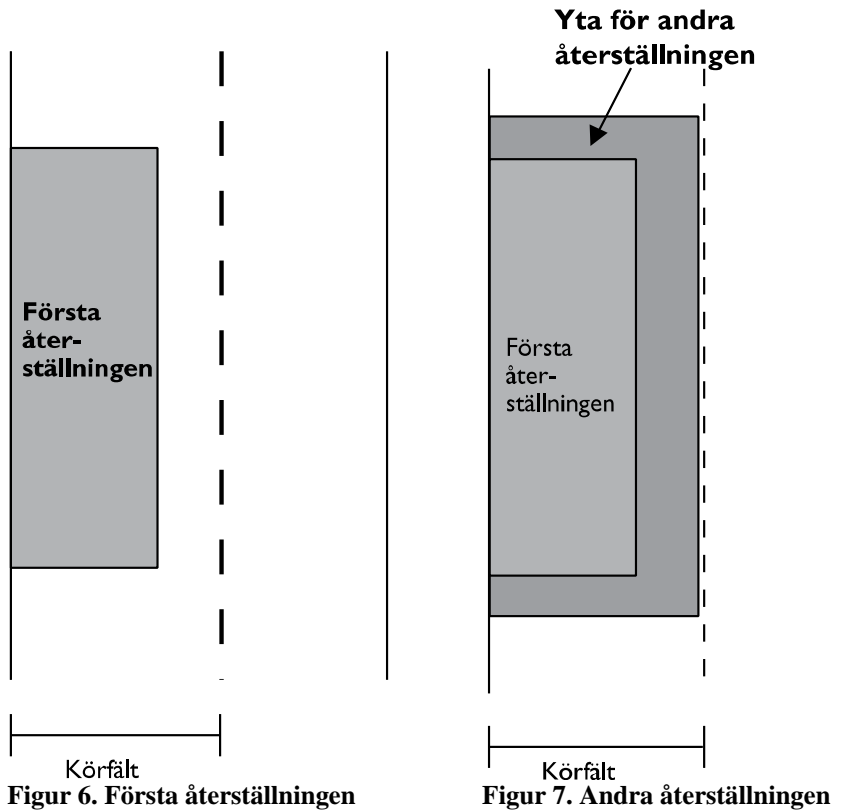 Yta för andra
återställningen
Första
åter-
ställningen
Första
åter-
ställningen
Körfält
Körfält
Figur 6. Första återställningen
Figur 7. Andra återställningen